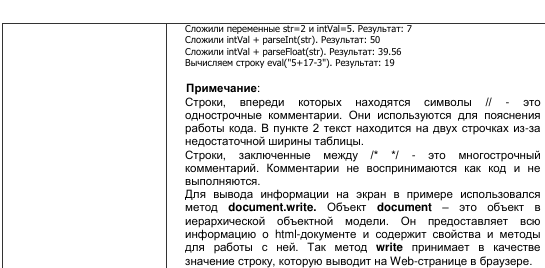 Сложили переменные str=2 и intVal=5. Результат: 7
Сложили intVal + parseInt(str). Результат: 50
Сложили intVal + parseFloat(str). Результат: 39.56
Вычисляем строку eval("5+17-3"). Результат: 19
Примечание:
Строки, впереди которых находятся символы // - это
однострочные комментарии. Они используются для пояснения
работы кода. В пункте 2 текст находится на двух строчках из-за
недостаточной ширины таблицы.
Строки, заключенные между /* */ - это многострочный
комментарий. Комментарии не воспринимаются как код и не
выполняются.
Для вывода информации на экран в примере использовался
метод document.write. Объект document – это объект в
иерархической объектной модели. Он предоставляет всю
информацию о html-документе и содержит свойства и методы
для работы с ней. Так метод write принимает в качестве
значение строку, которую выводит на Web-странице в браузере.